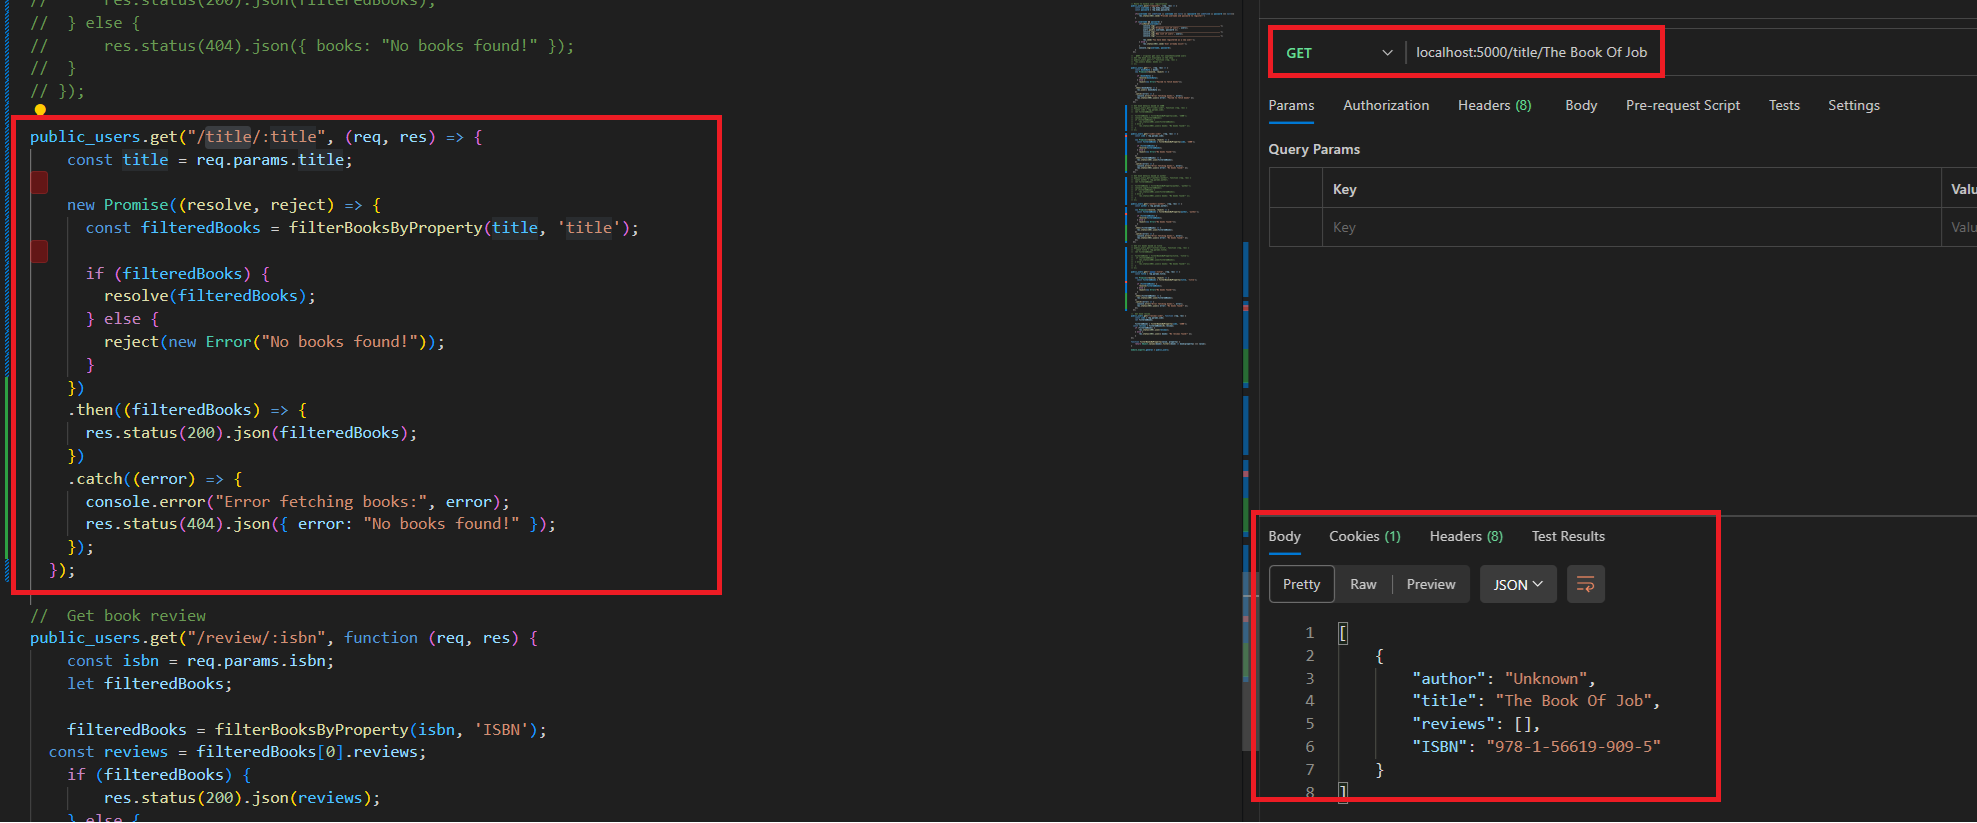 //      res.status(200).json(filteredBooks);
//  } else {
//      res.status(404).json({ books: "No books found!" });
//  }
// });
public_users.get("/title/:title", (req, res) => {
const title = req.params.title;
new Promise((resolve, reject) => {
const filteredBooks = filterBooksByProperty(title, 'title');
if (filteredBooks) {
resolve(filteredBooks);
} else {
reject(new Error("No books found!"));
}
})
.then((filteredBooks) => {
res.status(200).json(filteredBooks);
})
.catch((error) => {
console.error("Error fetching books:", error);
res.status(404).json({ error: "No books found!" });
});
});
//  Get book review
public_users.get("/review/:isbn", function (req, res) {
const isbn = req.params.isbn;
let filteredBooks;
filteredBooks = filterBooksByProperty(isbn, 'ISBN');
const reviews = filteredBooks[0].reviews;
if (filteredBooks) {
res.status(200).json(reviews);
} else {
GET localhost:5000/title/The Book Of Job
Params Authorization Headers (8) Body Pre-request Script Tests Settings
Query Params
Key Valu
Key Valu
Body Cookies (1) Headers (8) Test Results
Pretty Raw Preview JSON
1 [
2 {
3 "author": "Unknown",
4 "title": "The Book Of Job",
5 "reviews": [],
6 "ISBN": "978-1-56619-909-5"
7 }
8 ]